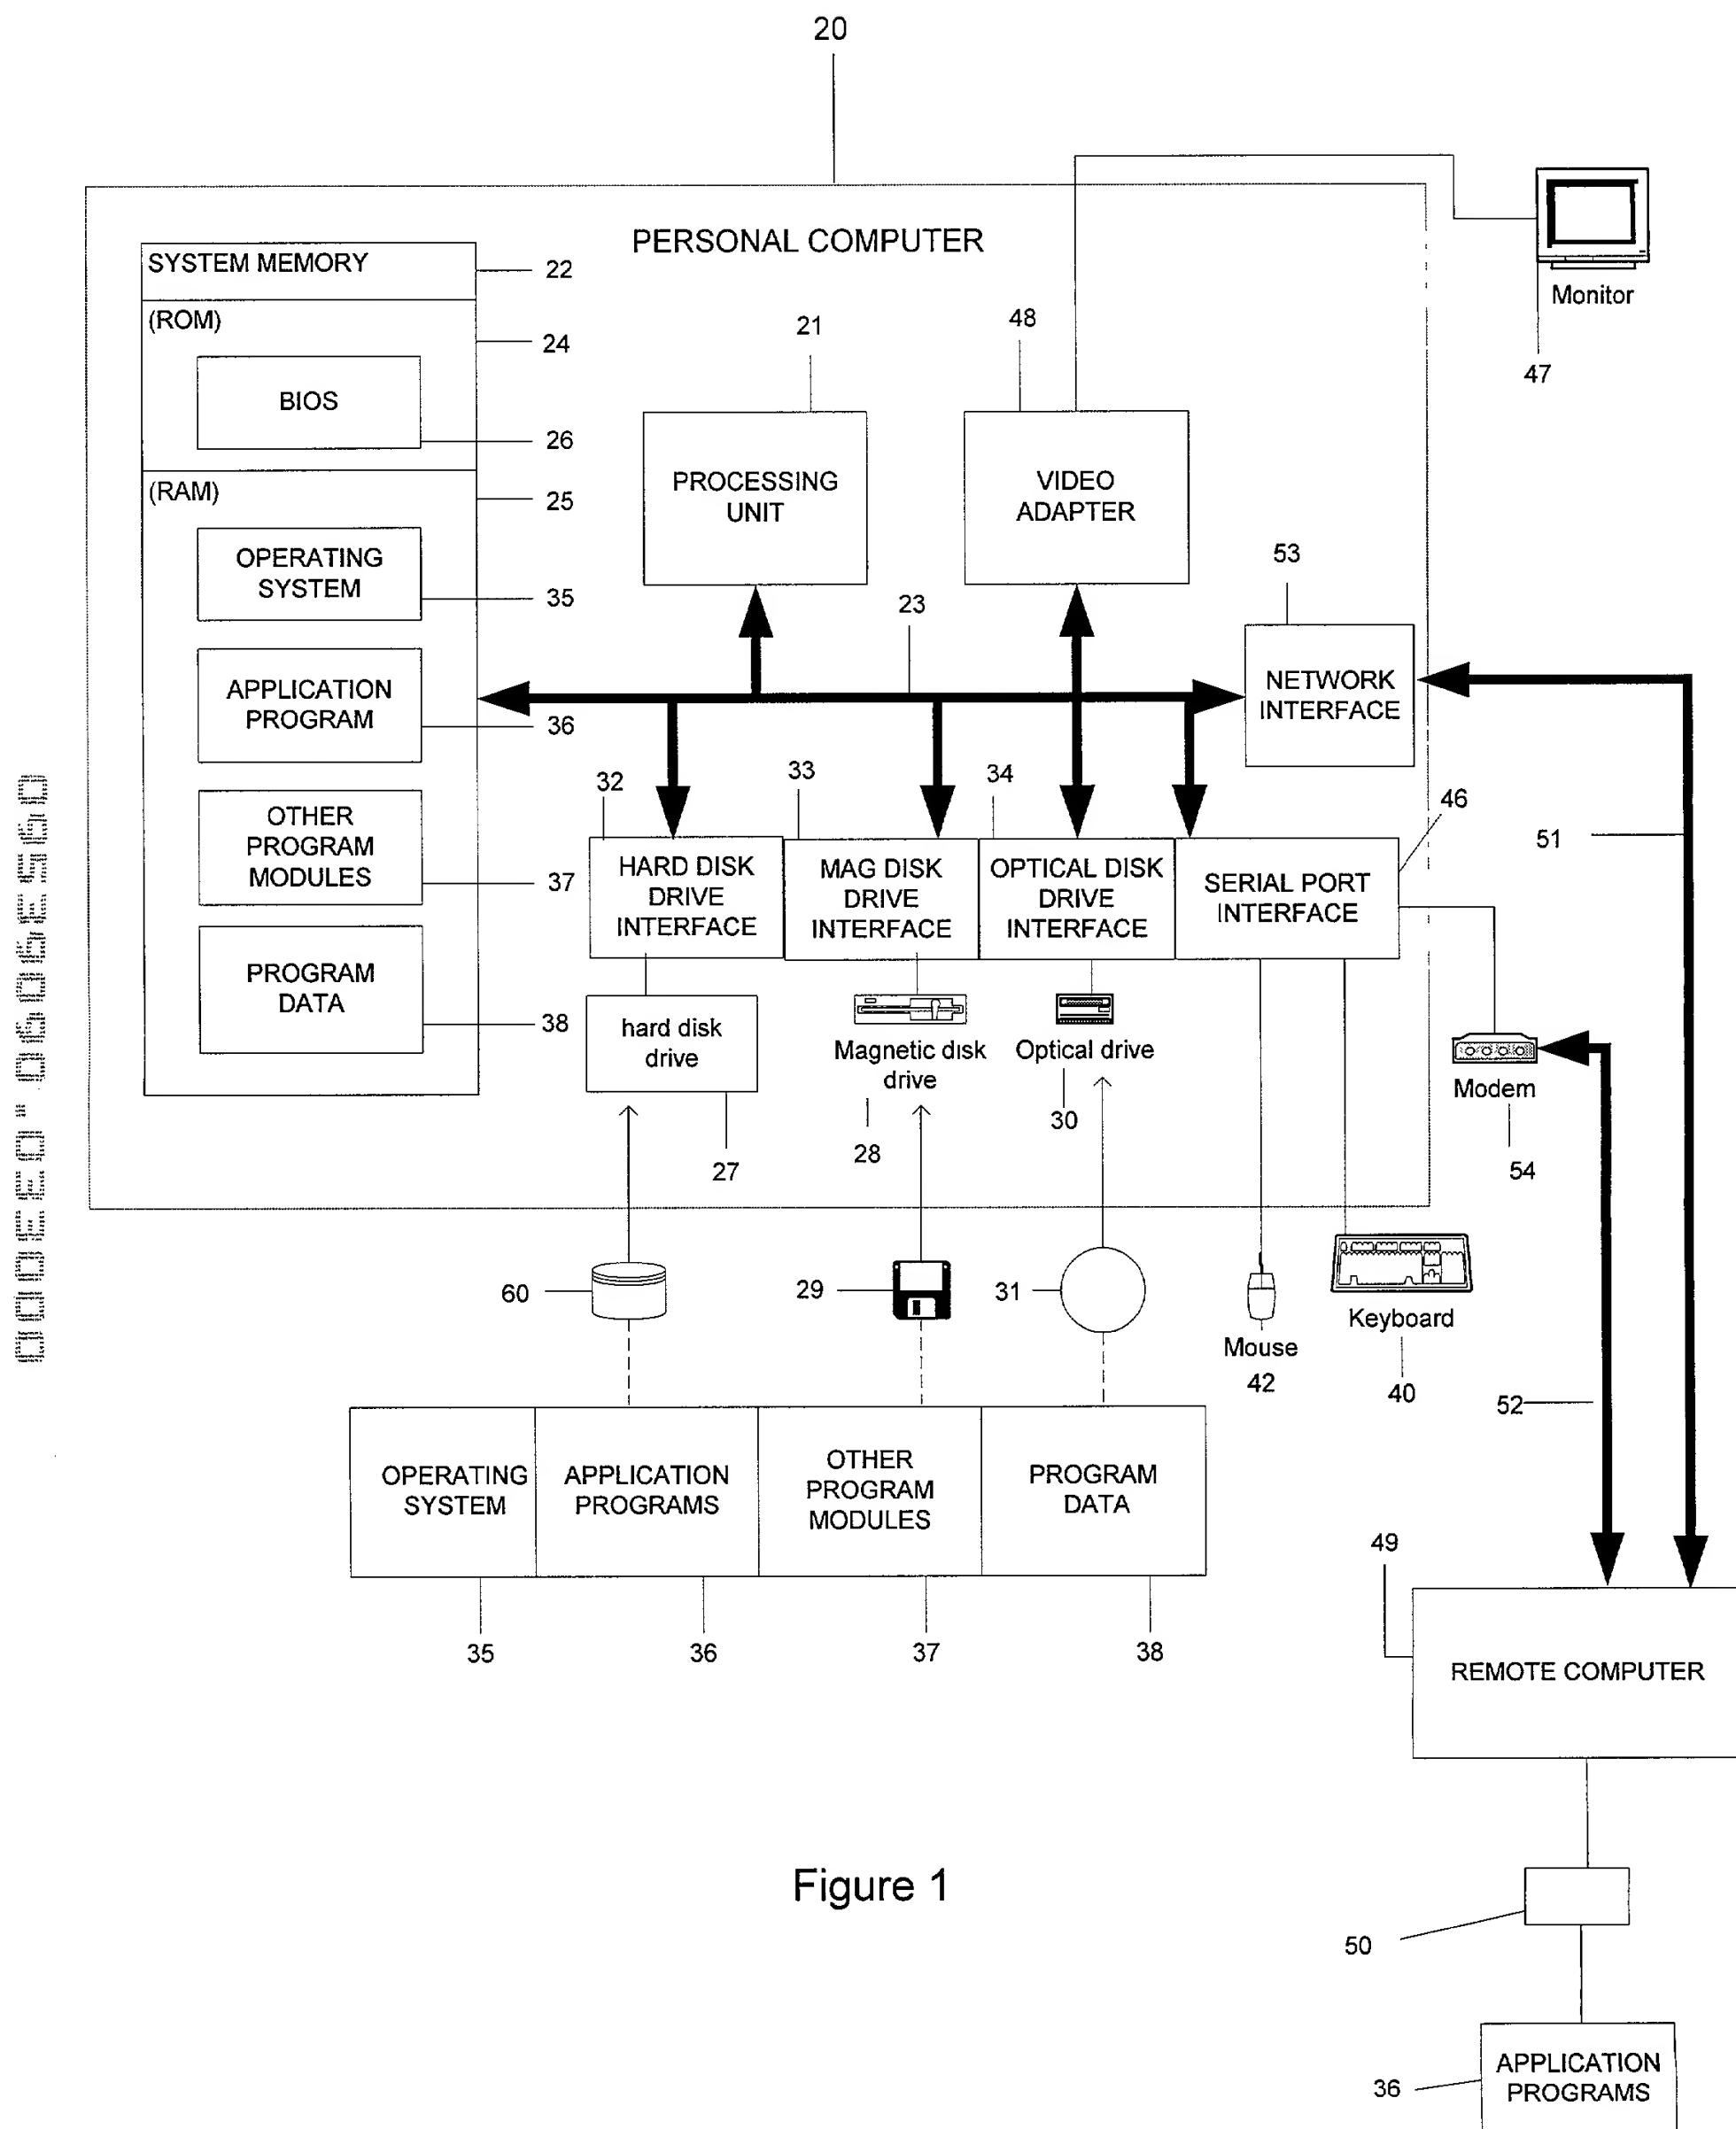 20
PERSONAL COMPUTER
SYSTEM MEMORY
22
(ROM)
24
BIOS
26
(RAM)
25
OPERATING
SYSTEM
35
APPLICATION
PROGRAM
36
OTHER
PROGRAM
MODULES
37
PROGRAM
DATA
38
21
PROCESSING
UNIT
48
VIDEO
ADAPTER
Monitor
47
23
53
NETWORK
INTERFACE
32
HARD DISK
DRIVE
INTERFACE
33
MAG DISK
DRIVE
INTERFACE
34
OPTICAL DISK
DRIVE
INTERFACE
46
SERIAL PORT
INTERFACE
51
hard disk
drive
27
Magnetic disk
drive
28
Optical drive
30
Modem
54
60
29
31
Mouse
42
Keyboard
40
52
OPERATING
SYSTEM
APPLICATION
PROGRAMS
OTHER
PROGRAM
MODULES
PROGRAM
DATA
35
36
37
38
49
REMOTE COMPUTER
50
36
APPLICATION
PROGRAMS
Figure 1